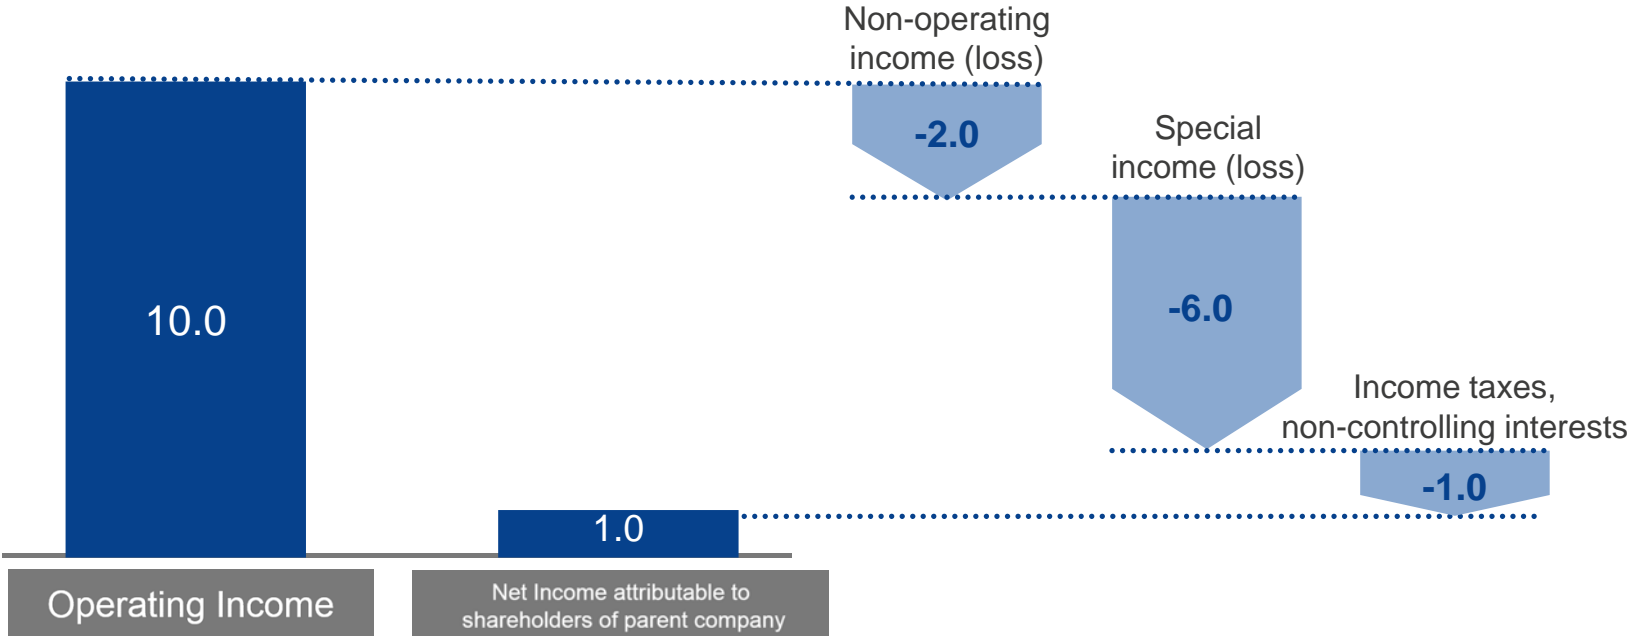 Non-operating
income (loss)
-2.0
Special
income (loss)
10.0
-6.0
Income taxes,
non-controlling interests
-1.0
1.0
Operating Income
Net Income attributable to
shareholders of parent company